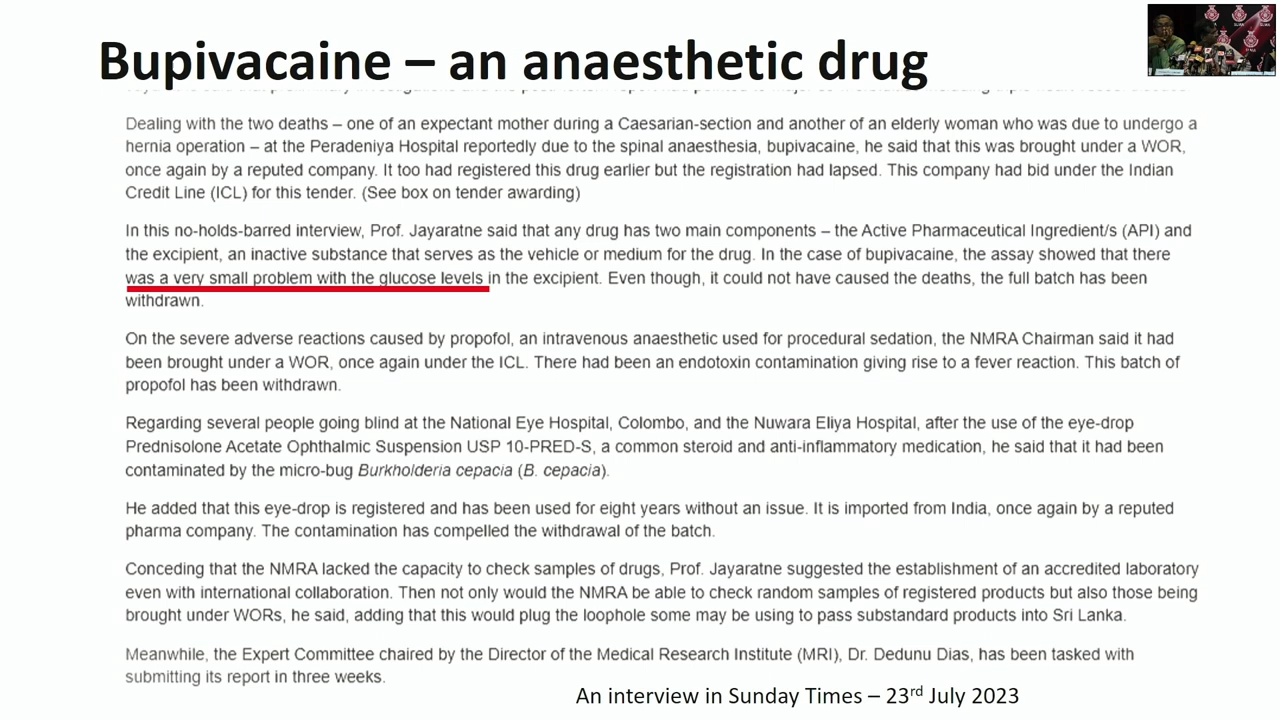 Bupivacaine – an anaesthetic drug
Dealing with the two deaths – one of an expectant mother during a Caesarian-section and another of an elderly woman who was due to undergo a
hernia operation – at the Peradeniya Hospital reportedly due to the spinal anaesthesia, bupivacaine, he said that this was brought under a WOR,
once again by a reputed company. It too had registered this drug earlier but the registration had lapsed. This company had bid under the Indian
Credit Line (ICL) for this tender. (See box on tender awarding)
In this no-holds-barred interview, Prof. Jayaratne said that any drug has two main components – the Active Pharmaceutical Ingredient/s (API) and
the excipient, an inactive substance that serves as the vehicle or medium for the drug. In the case of bupivacaine, the assay showed that there
was a very small problem with the glucose levels in the excipient. Even though, it could not have caused the deaths, the full batch has been
withdrawn.
On the severe adverse reactions caused by propofol, an intravenous anaesthetic used for procedural sedation, the NMRA Chairman said it had
been brought under a WOR, once again under the ICL. There had been an endotoxin contamination giving rise to a fever reaction. This batch of
propofol has been withdrawn.
Regarding several people going blind at the National Eye Hospital, Colombo, and the Nuwara Eliya Hospital, after the use of the eye-drop
Prednisolone Acetate Ophthalmic Suspension USP 10-PRED-S, a common steroid and anti-inflammatory medication, he said that it had been
contaminated by the micro-bug Burkholderia cepacia (B. cepacia).
He added that this eye-drop is registered and has been used for eight years without an issue. It is imported from India, once again by a reputed
pharma company. The contamination has compelled the withdrawal of the batch.
Conceding that the NMRA lacked the capacity to check samples of drugs, Prof. Jayaratne suggested the establishment of an accredited laboratory
even with international collaboration. Then not only would the NMRA be able to check random samples of registered products but also those being
brought under WORs, he said, adding that this would plug the loophole some may be using to pass substandard products into Sri Lanka.
Meanwhile, the Expert Committee chaired by the Director of the Medical Research Institute (MRI), Dr. Dedunu Dias, has been tasked with
submitting its report in three weeks.
An interview in Sunday Times – 23rd July 2023